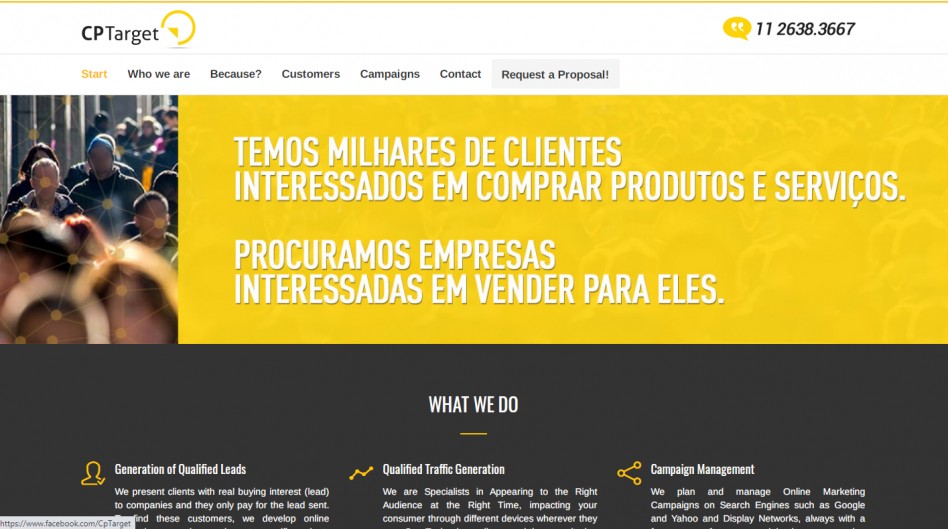 CPTarget
11 2638.3667
Start Who we are Because? Customers Campaigns Contact Request a Proposal!
TEMOS MILHARES DE CLIENTES
INTERESSADOS EM COMPRAR PRODUTOS E SERVIÇOS.
PROCURAMOS EMPRESAS
INTERESSADAS EM VENDER PARA ELES.
WHAT WE DO
Generation of Qualified Leads
We present clients with real buying interest (lead)
to companies and they only pay for the lead sent.
find these customers, we develop online
Qualified Traffic Generation
We are Specialists in Appearing to the Right
Audience at the Right Time, impacting your
consumer through different devices wherever they
Campaign Management
We plan and manage Online Marketing
Campaigns on Search Engines such as Google
and Yahoo and Display Networks, always with a
https://www.facebook.com/CpTarget